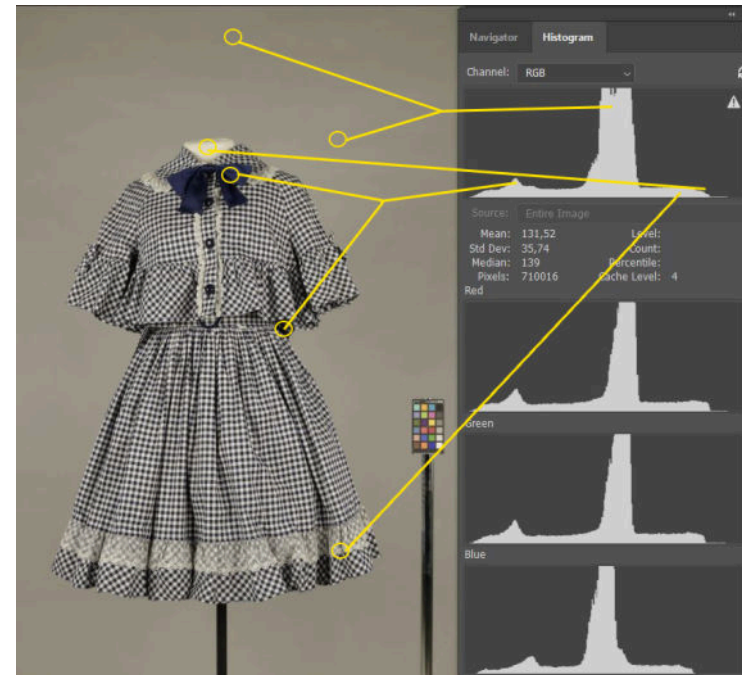 Navigator Histogram
Channel: RGB
Source: Entire Image
Mean: 131,52 Level:
Std Dev: 35,74 Count:
Median: 139 Percentile:
Pixels: 710016 Cache Level: 4
Red
Green
Blue